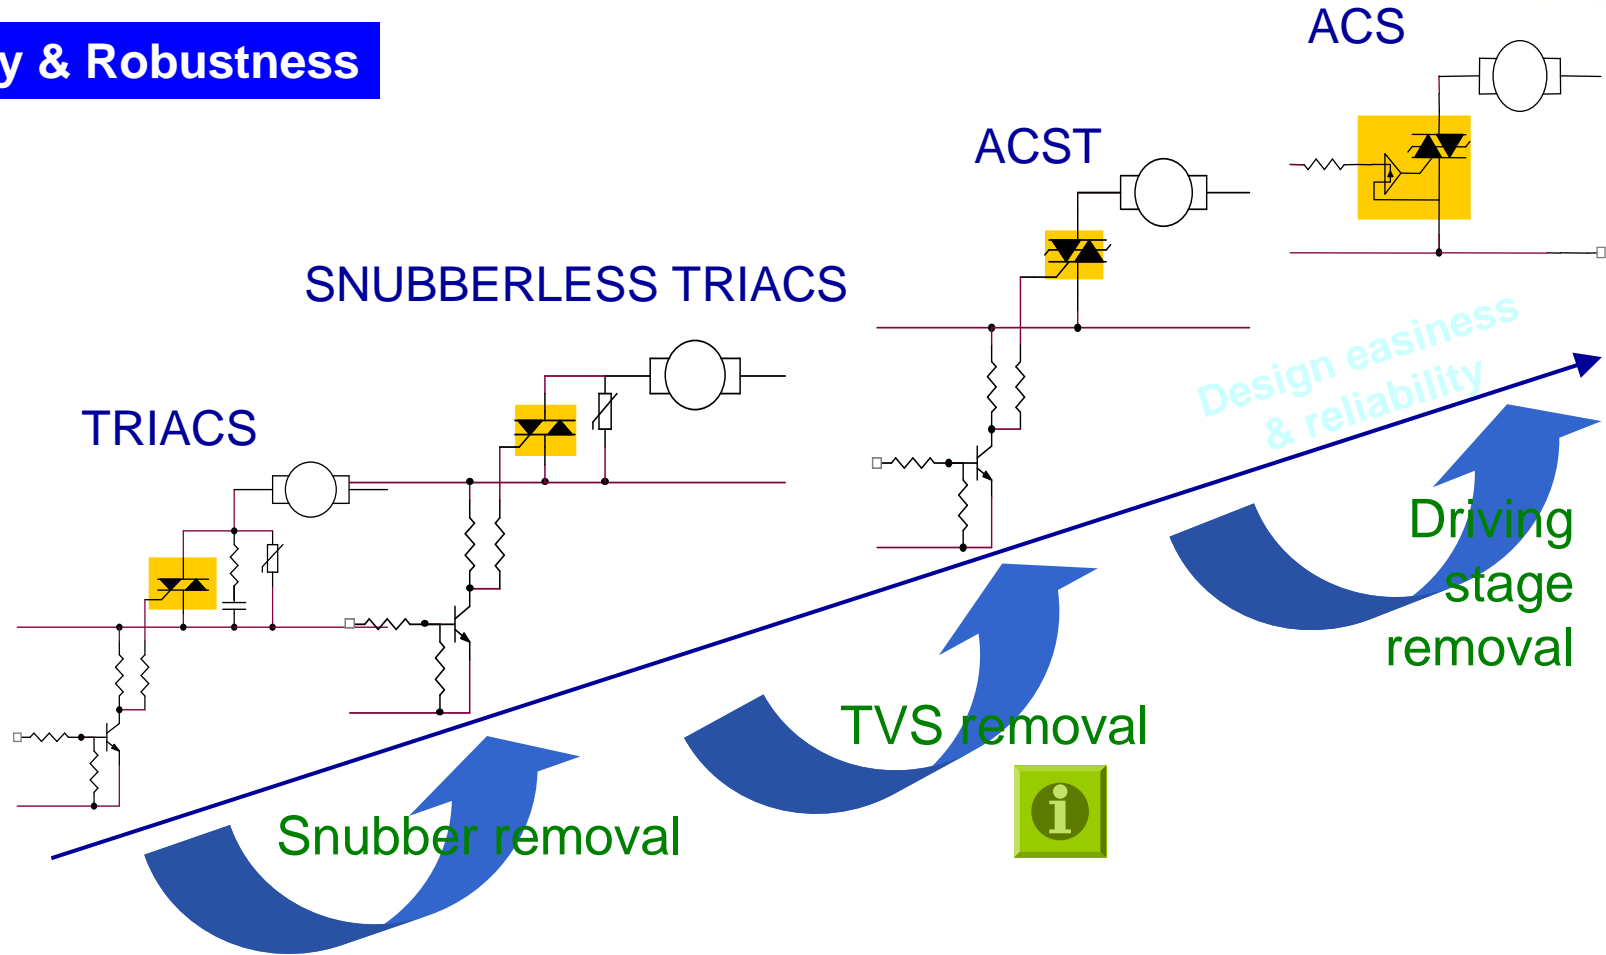 y & Robustness
ACS
ACST
SNUBBERLESS TRIACS
TRIACS
Design easiness
& reliability
Driving
stage
removal
TVS removal
i
Snubber removal